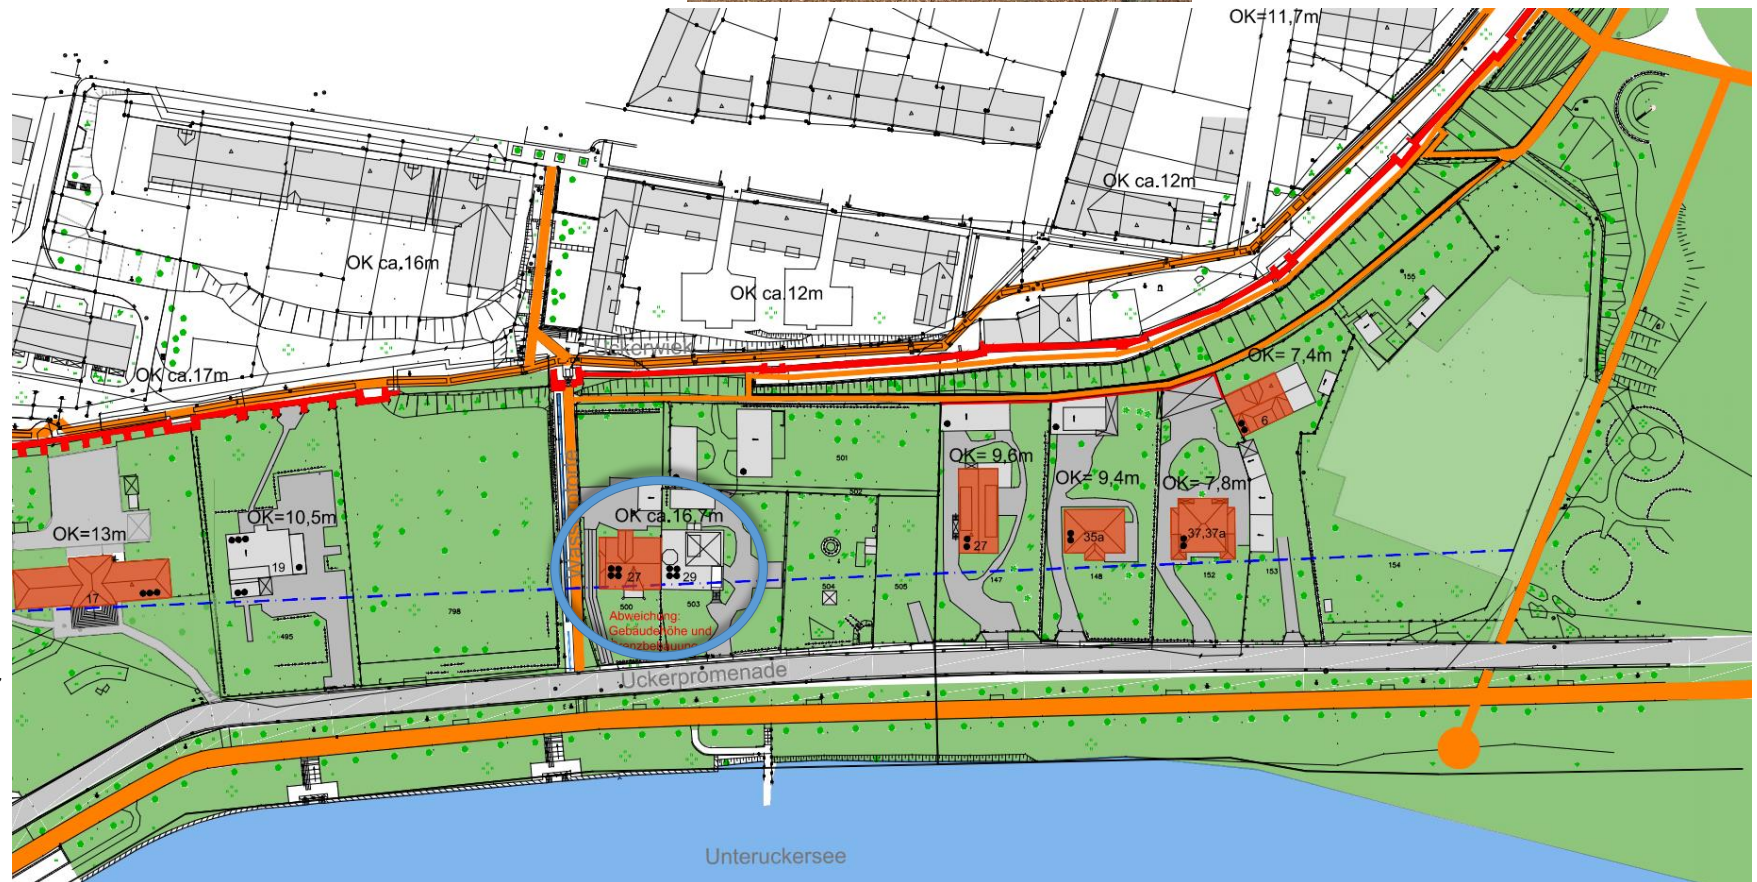 OK=11,7m
OK ca.12m
OK ca.16m
OK ca.12m
155
Uckerwiek
OK= 7,4m
OK ca.17m
6
501
OK= 9,6m
OK= 9,4m
OK= 7,8m
502
OK=10,5m
OK ca.16,7m
OK=13m
Wasserpforte
35a
37,37a
27
19
27
29
504
505
147
148
152
153
154
17
500
503
798
495
Abweichung:
Gebäudehöhe und
Uckerpromenade
Unteruckersee